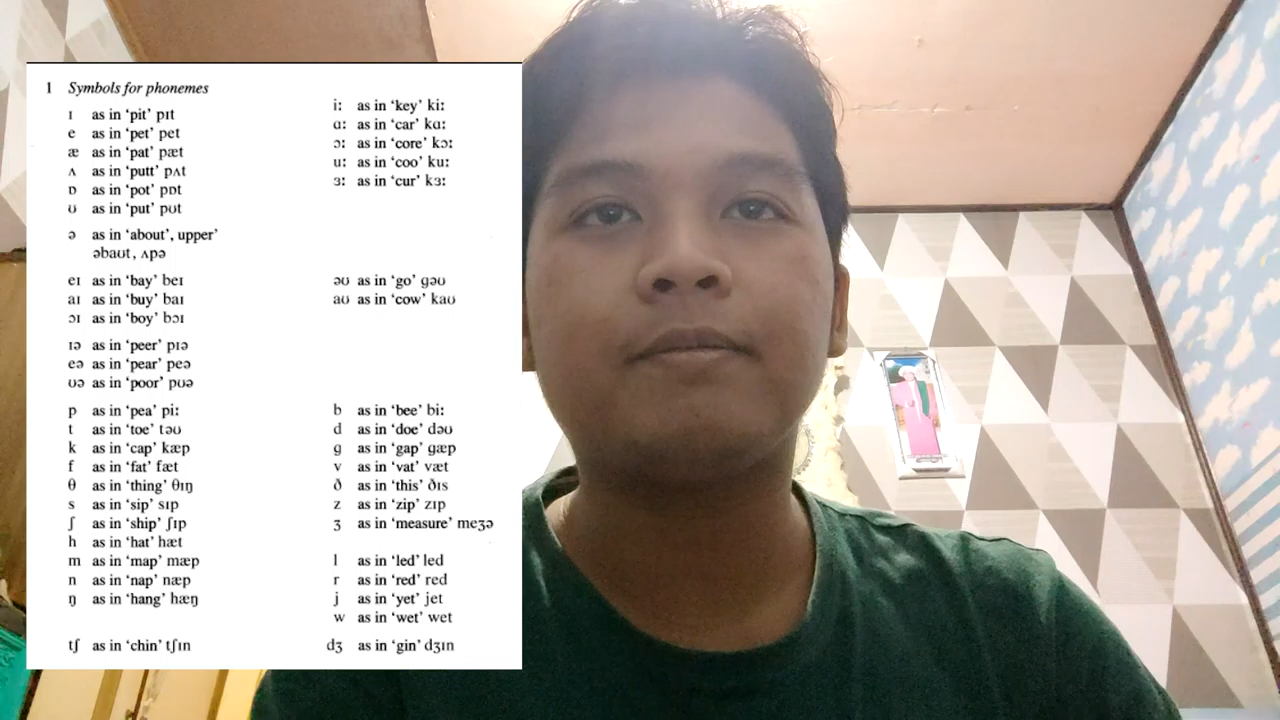 1 Symbols for phonemes
ɪ as in ‘pit’ pɪt
e as in ‘pet’ pet
æ as in ‘pat’ pæt
ʌ as in ‘putt’ pʌt
ɒ as in ‘pot’ pɒt
ʊ as in ‘put’ pʊt
ə as in ‘about’, upper’
əbaʊt, ʌpə
eɪ as in ‘bay’ beɪ
aɪ as in ‘buy’ baɪ
ɔɪ as in ‘boy’ bɔɪ
ɪə as in ‘peer’ pɪə
eə as in ‘pear’ peə
ʊə as in ‘poor’ pʊə
p as in ‘pea’ piː
t as in ‘toe’ təʊ
k as in ‘cap’ kæp
f as in ‘fat’ fæt
θ as in ‘thing’ θɪŋ
s as in ‘sip’ sɪp
ʃ as in ‘ship’ ʃɪp
h as in ‘hat’ hæt
m as in ‘map’ mæp
n as in ‘nap’ næp
ŋ as in ‘hang’ hæŋ
tʃ as in ‘chin’ tʃɪn
iː as in ‘key’ kiː
ɑː as in ‘car’ kɑː
ɔː as in ‘core’ kɔː
uː as in ‘coo’ kuː
ɜː as in ‘cur’ kɜː
əʊ as in ‘go’ gəʊ
aʊ as in ‘cow’ kaʊ
b as in ‘bee’ biː
d as in ‘doe’ dəʊ
g as in ‘gap’ gæp
v as in ‘vat’ væt
ð as in ‘this’ ðɪs
z as in ‘zip’ zɪp
ʒ as in ‘measure’ meʒə
l as in ‘led’ led
r as in ‘red’ red
j as in ‘yet’ jet
w as in ‘wet’ wet
dʒ as in ‘gin’ dʒɪn